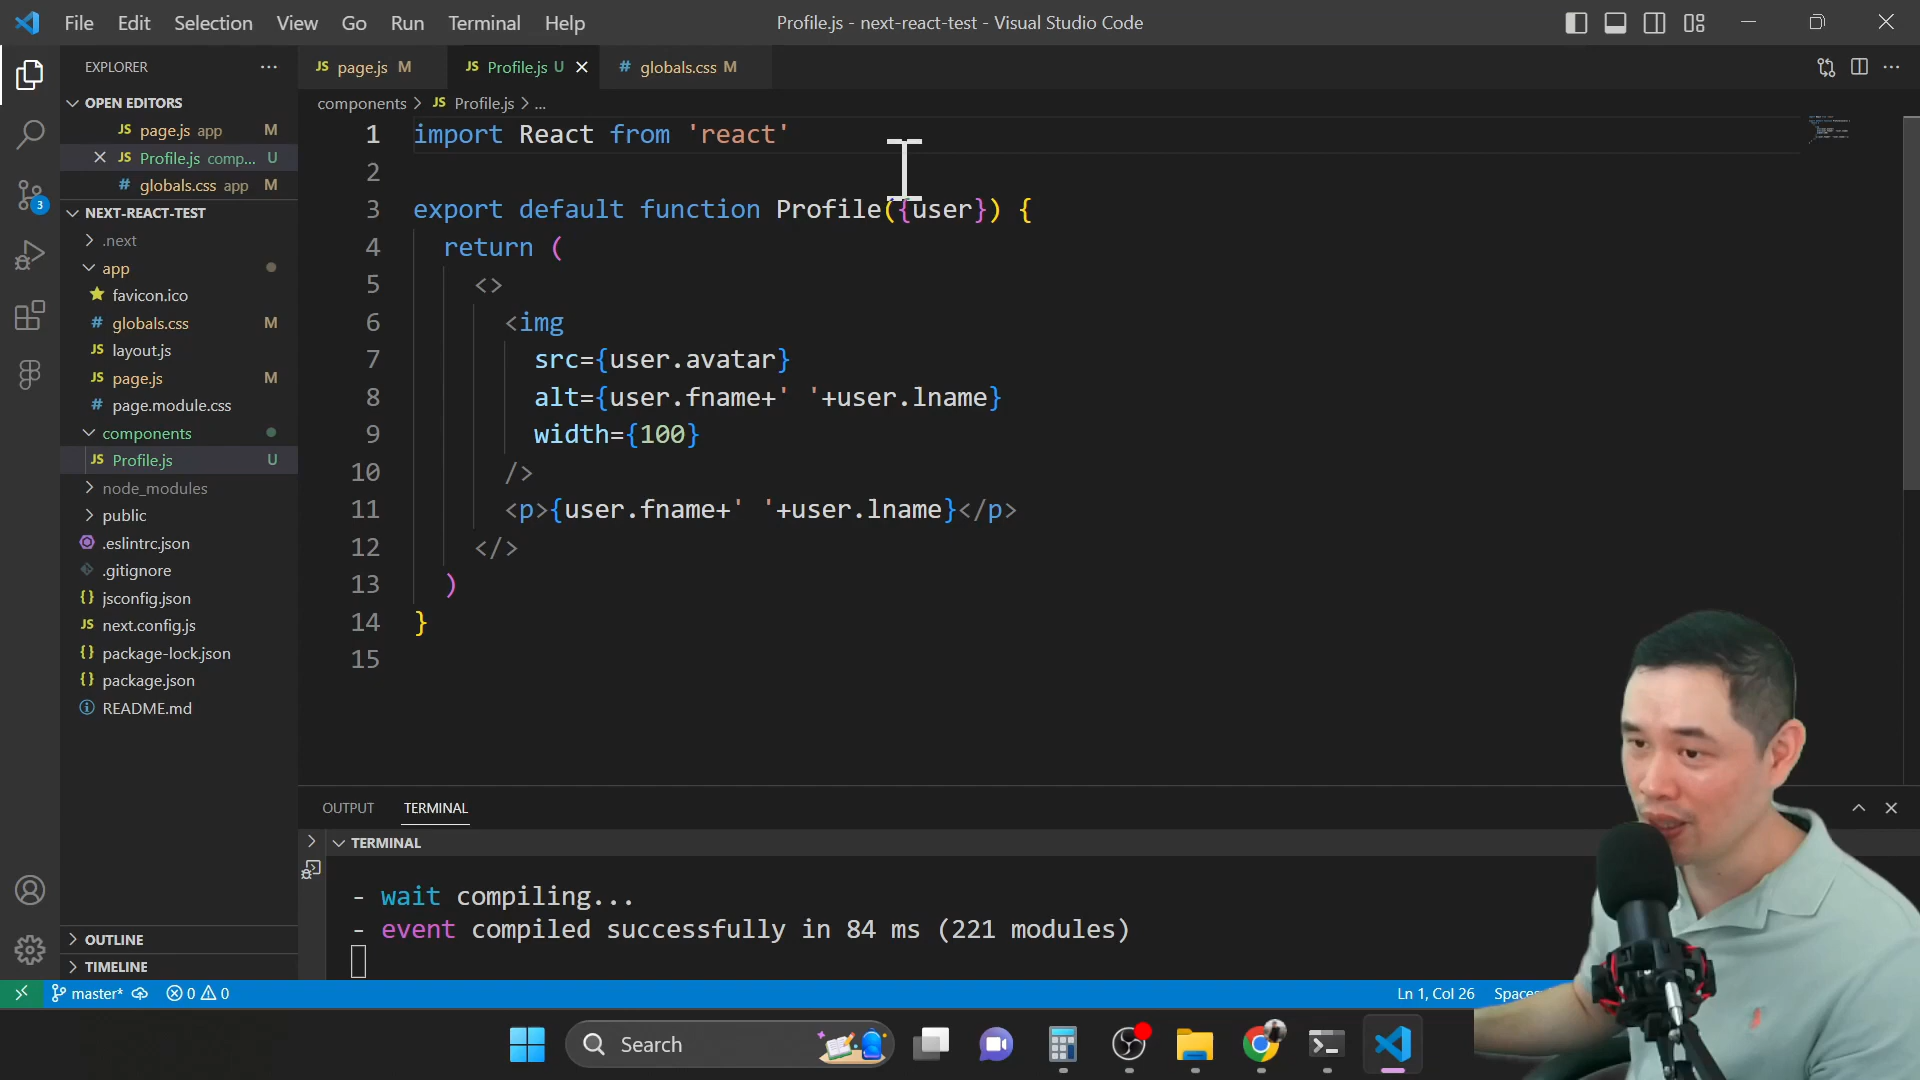 File Edit Selection View Go Run Terminal Help
Profile.js - next-react-test - Visual Studio Code
EXPLORER
OPEN EDITORS
JS page.js app M
JS Profile.js comp... U
# globals.css app M
NEXT-REACT-TEST
.next
app
favicon.ico
# globals.css M
JS layout.js
JS page.js M
# page.module.css
components
JS Profile.js U
node_modules
public
.eslintrc.json
.gitignore
{} jsconfig.json
JS next.config.js
{} package-lock.json
{} package.json
README.md
OUTLINE
TIMELINE
3
JS page.js M
JS Profile.js U
# globals.css M
components > JS Profile.js > ...
1 import React from 'react'
2
3 export default function Profile({user}) {
4 return (
5 <>
6 <img
7 src={user.avatar}
8 alt={user.fname+' '+user.lname}
9 width={100}
10 />
11 <p>{user.fname+' '+user.lname}</p>
12 </>
13 )
14 }
15
OUTPUT TERMINAL
TERMINAL
- wait compiling...
- event compiled successfully in 84 ms (221 modules)
master* 0 0
Ln 1, Col 26
Search